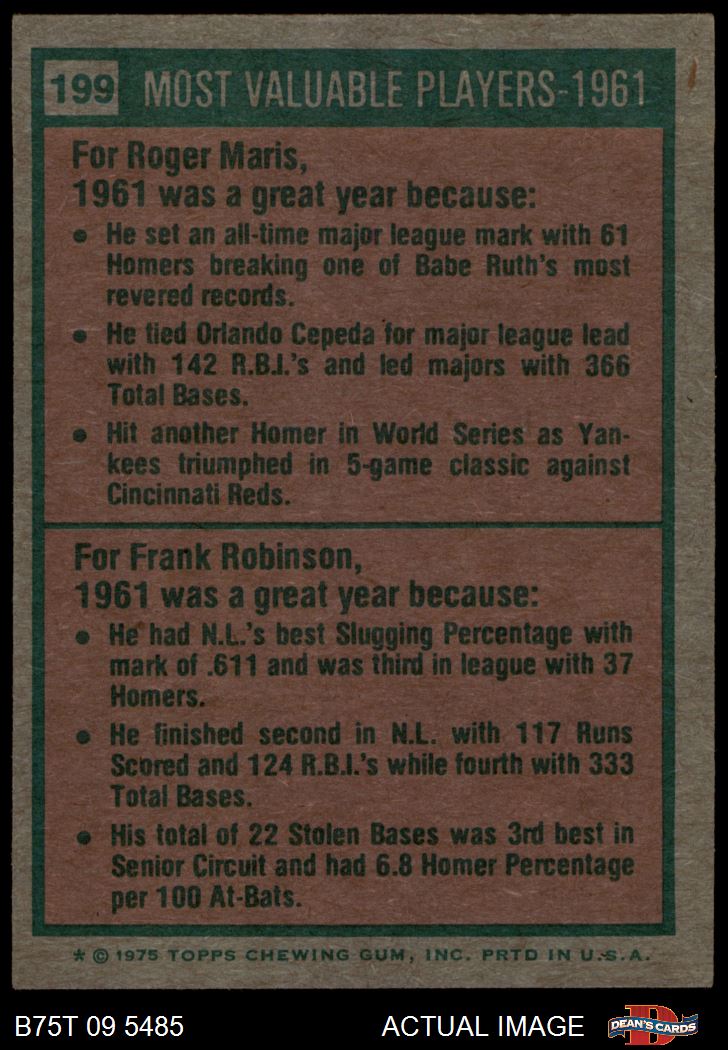 199 MOST VALUABLE PLAYERS-1961
For Roger Maris,
1961 was a great year because:
• He set an all-time major league mark with 61
Homers breaking one of Babe Ruth's most
revered records.
• He tied Orlando Cepeda for major league lead
with 142 R.B.I.'s and led majors with 366
Total Bases.
• Hit another Homer in World Series as Yan-
kees triumphed in 5-game classic against
Cincinnati Reds.
For Frank Robinson,
1961 was a great year because:
• He had N.L.'s best Slugging Percentage with
mark of .611 and was third in league with 37
Homers.
• He finished second in N.L. with 117 Runs
Scored and 124 R.B.I.'s while fourth with 333
Total Bases.
• His total of 22 Stolen Bases was 3rd best in
Senior Circuit and had 6.8 Homer Percentage
per 100 At-Bats.
* © 1975 TOPPS CHEWING GUM, INC. PRTD IN U.S.A.
B75T 09 5485 ACTUAL IMAGE D DEAN'S CARDS